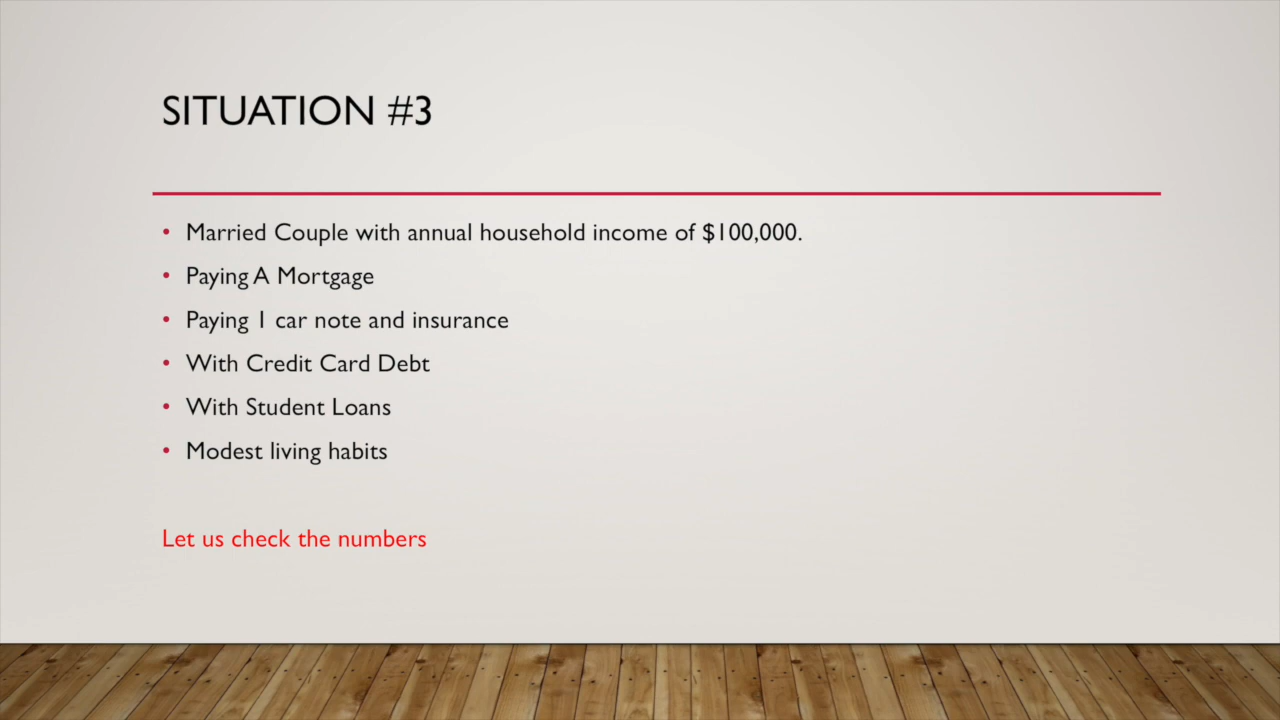 SITUATION #3
• Married Couple with annual household income of $100,000.
• Paying A Mortgage
• Paying 1 car note and insurance
• With Credit Card Debt
• With Student Loans
• Modest living habits
Let us check the numbers